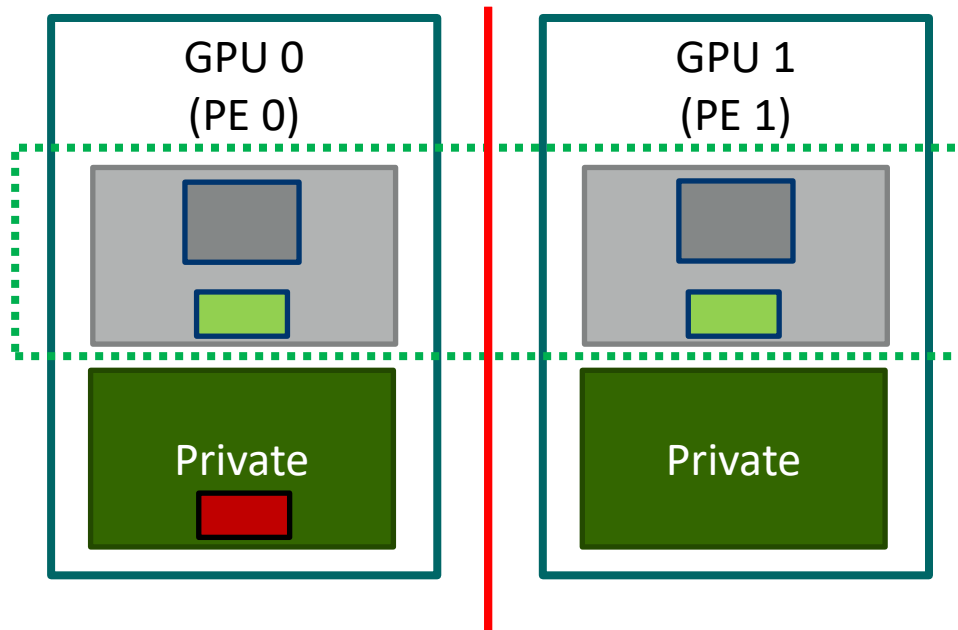 GPU 0
(PE 0)
GPU 1
(PE 1)
Private
Private